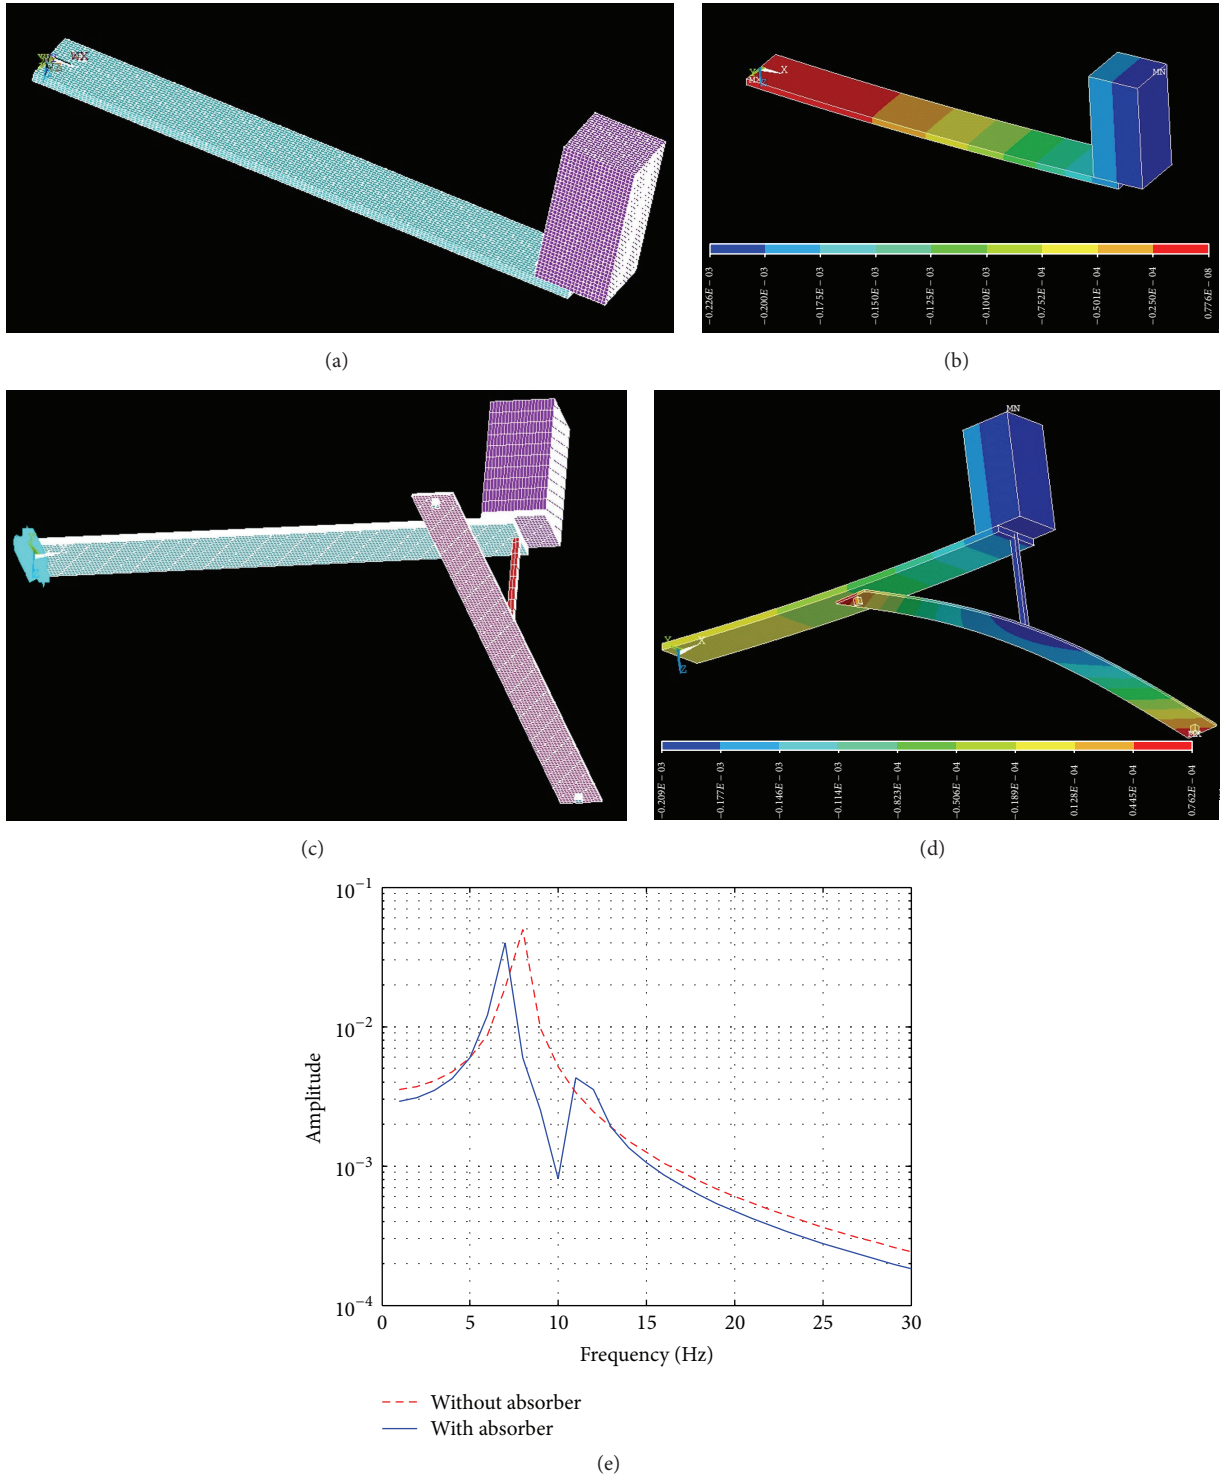 X
(a)
MN
X
-0.226E-03
-0.200E-03
-0.175E-03
-0.150E-03
-0.125E-03
-0.100E-03
-0.752E-04
-0.501E-04
-0.250E-04
0.776E-08
(b)
(c)
MN
Y
X
Z
MX
-0.209E-03
-0.177E-03
-0.146E-03
-0.114E-03
-0.823E-04
-0.506E-04
-0.189E-04
0.128E-04
0.445E-04
0.762E-04
(d)
10⁻¹
10⁻²
10⁻³
10⁻⁴
Amplitude
0 5 10 15 20 25 30
Frequency (Hz)
Without absorber
With absorber
(e)